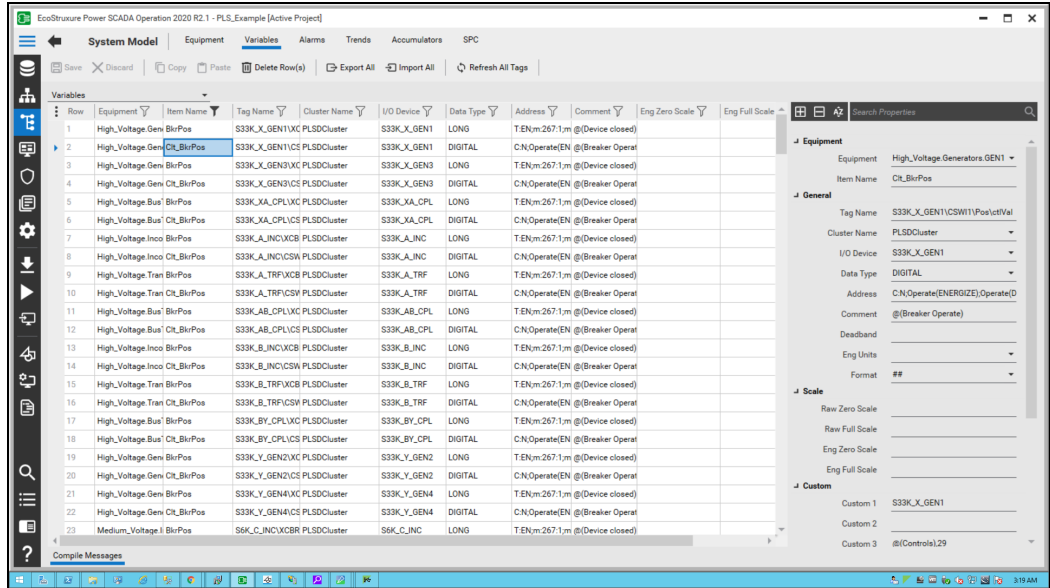 EcoStruxure Power SCADA Operation 2020 R2.1 - PLS_Example [Active Project]
System Model Equipment Variables Alarms Trends Accumulators SPC
Save Discard Copy Paste Delete Row(s) Export All Import All Refresh All Tags
Variables
Row Equipment Item Name Tag Name Cluster Name I/O Device Data Type Address Comment Eng Zero Scale Eng Full Scale
1 High_Voltage.Gen BkrPos S33K_X_GEN1\XC PLSDCluster S33K_X_GEN1 LONG T:EN;m:267:1;m @(Device closed)
2 High_Voltage.Gen Clt_BkrPos S33K_X_GEN1\CS PLSDCluster S33K_X_GEN1 DIGITAL C:N;Operate(EN @(Breaker Operat
3 High_Voltage.Gen BkrPos S33K_X_GEN3\XC PLSDCluster S33K_X_GEN3 LONG T:EN;m:267:1;m @(Device closed)
4 High_Voltage.Gen Clt_BkrPos S33K_X_GEN3\CS PLSDCluster S33K_X_GEN3 DIGITAL C:N;Operate(EN @(Breaker Operat
5 High_Voltage.Bus BkrPos S33K_XA_CPL\XC PLSDCluster S33K_XA_CPL LONG T:EN;m:267:1;m @(Device closed)
6 High_Voltage.Bus Clt_BkrPos S33K_XA_CPL\CS PLSDCluster S33K_XA_CPL DIGITAL C:N;Operate(EN @(Breaker Operat
7 High_Voltage.Inco BkrPos S33K_A_INC\XCB PLSDCluster S33K_A_INC LONG T:EN;m:267:1;m @(Device closed)
8 High_Voltage.Inco Clt_BkrPos S33K_A_INC\CSW PLSDCluster S33K_A_INC DIGITAL C:N;Operate(EN @(Breaker Operat
9 High_Voltage.Tran BkrPos S33K_A_TRF\XCB PLSDCluster S33K_A_TRF LONG T:EN;m:267:1;m @(Device closed)
10 High_Voltage.Tran Clt_BkrPos S33K_A_TRF\CSW PLSDCluster S33K_A_TRF DIGITAL C:N;Operate(EN @(Breaker Operat
11 High_Voltage.Bus BkrPos S33K_AB_CPL\XC PLSDCluster S33K_AB_CPL LONG T:EN;m:267:1;m @(Device closed)
12 High_Voltage.Bus Clt_BkrPos S33K_AB_CPL\CS PLSDCluster S33K_AB_CPL DIGITAL C:N;Operate(EN @(Breaker Operat
13 High_Voltage.Inco BkrPos S33K_B_INC\XCB PLSDCluster S33K_B_INC LONG T:EN;m:267:1;m @(Device closed)
14 High_Voltage.Inco Clt_BkrPos S33K_B_INC\CSW PLSDCluster S33K_B_INC DIGITAL C:N;Operate(EN @(Breaker Operat
15 High_Voltage.Tran BkrPos S33K_B_TRF\XCB PLSDCluster S33K_B_TRF LONG T:EN;m:267:1;m @(Device closed)
16 High_Voltage.Tran Clt_BkrPos S33K_B_TRF\CSW PLSDCluster S33K_B_TRF DIGITAL C:N;Operate(EN @(Breaker Operat
17 High_Voltage.Bus BkrPos S33K_BY_CPL\XC PLSDCluster S33K_BY_CPL LONG T:EN;m:267:1;m @(Device closed)
18 High_Voltage.Bus Clt_BkrPos S33K_BY_CPL\CS PLSDCluster S33K_BY_CPL DIGITAL C:N;Operate(EN @(Breaker Operat
19 High_Voltage.Gen BkrPos S33K_Y_GEN2\XC PLSDCluster S33K_Y_GEN2 LONG T:EN;m:267:1;m @(Device closed)
20 High_Voltage.Gen Clt_BkrPos S33K_Y_GEN2\CS PLSDCluster S33K_Y_GEN2 DIGITAL C:N;Operate(EN @(Breaker Operat
21 High_Voltage.Gen BkrPos S33K_Y_GEN4\XC PLSDCluster S33K_Y_GEN4 LONG T:EN;m:267:1;m @(Device closed)
22 High_Voltage.Gen Clt_BkrPos S33K_Y_GEN4\CS PLSDCluster S33K_Y_GEN4 DIGITAL C:N;Operate(EN @(Breaker Operat
23 Medium_Voltage.I BkrPos S6K_C_INC\XCBR PLSDCluster S6K_C_INC LONG T:EN;m:267:1;m @(Device closed)
Search Properties
Equipment
Equipment High_Voltage.Generators.GEN1
Item Name Clt_BkrPos
General
Tag Name S33K_X_GEN1\CSWI1\Pos\ctlVal
Cluster Name PLSDCluster
I/O Device S33K_X_GEN1
Data Type DIGITAL
Address C:N;Operate(ENERGIZE);Operate(D
Comment @(Breaker Operate)
Deadband
Eng Units
Format ##
Scale
Raw Zero Scale
Raw Full Scale
Eng Zero Scale
Eng Full Scale
Custom
Custom 1 S33K_X_GEN1
Custom 2
Custom 3 @(Controls),29
Compile Messages
3:19 AM